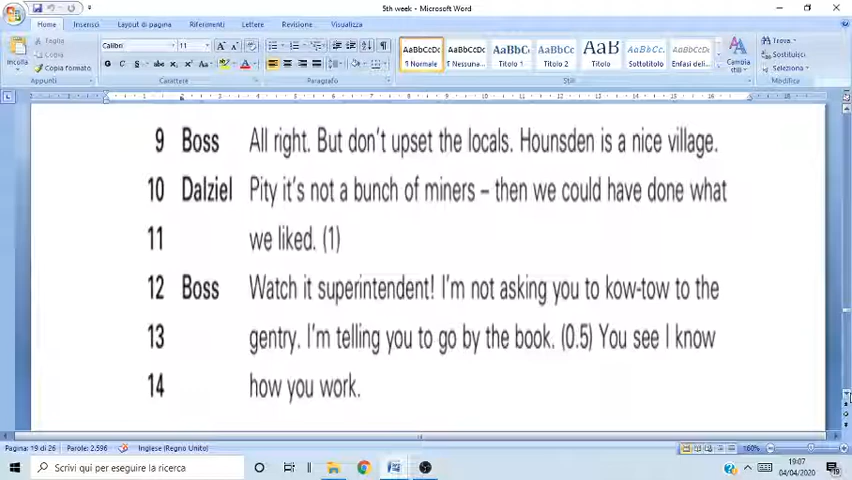 5th week - Microsoft Word
Home Inserisci Layout di pagina Riferimenti Lettere Revisione Visualizza
Taglia
Copia
Copia formato
Incolla
Calibri 11
AaBbCcDc AaBbCcDc AaBbC AaBbCc AaB AaBbCc. AaBbCcDc
¶ Normale ¶ Nessuna... Titolo 1 Titolo 2 Titolo Sottotitolo Enfasi deli...
Cambia stili
Trova
Sostituisci
Seleziona
Appunti Carattere Paragrafo Stili Modifica
9 Boss All right. But don't upset the locals. Hounsden is a nice village.
10 Dalziel Pity it's not a bunch of miners – then we could have done what
11 we liked. (1)
12 Boss Watch it superintendent! I'm not asking you to kow-tow to the
13 gentry. I'm telling you to go by the book. (0.5) You see I know
14 how you work.
Pagina: 19 di 26 Parole: 2.596 Inglese (Regno Unito) 160%
Scrivi qui per eseguire la ricerca
19:07
04/04/2020
19